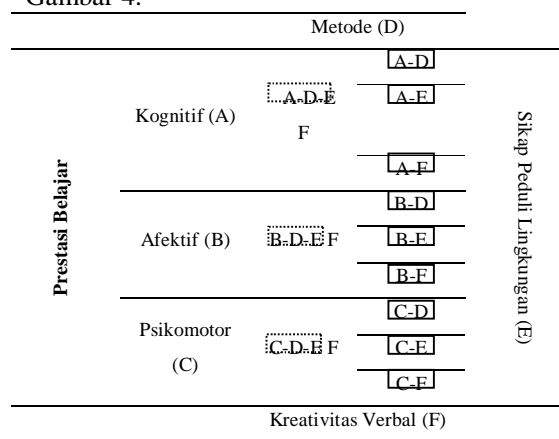 Gambar 4.
Metode (D)
A-D
A-D-E
A-E
Kognitif (A)
F
A-F
Prestasi Belajar
Sikap Peduli Lingkungan (E)
B-D
Afektif (B)
B-D-E F
B-E
B-F
C-D
Psikomotor
C-D-E F
C-E
(C)
C-F
Kreativitas Verbal (F)